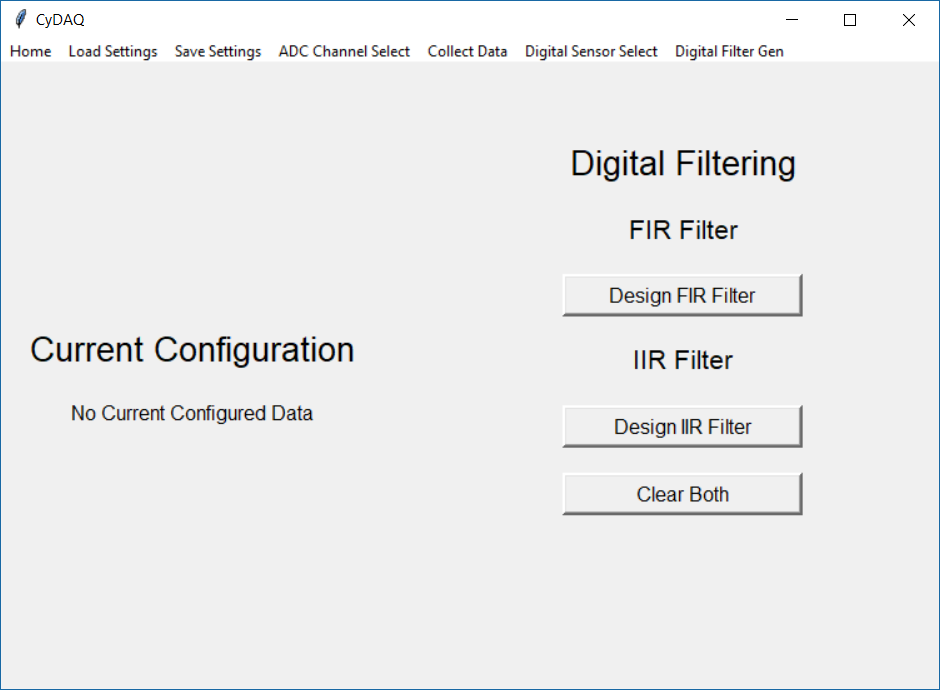 CyDAQ
Home Load Settings Save Settings ADC Channel Select Collect Data Digital Sensor Select Digital Filter Gen
Current Configuration
No Current Configured Data
Digital Filtering
FIR Filter
Design FIR Filter
IIR Filter
Design IIR Filter
Clear Both